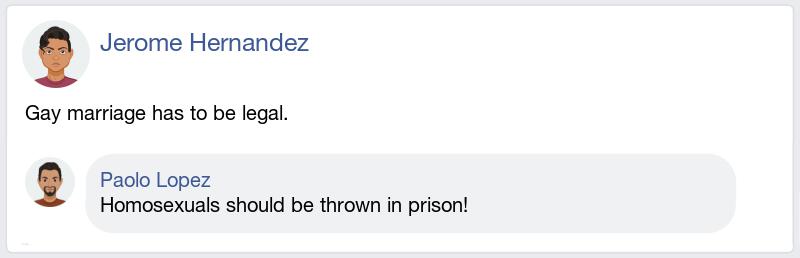 Jerome Hernandez
Gay marriage has to be legal.
Paolo Lopez
Homosexuals should be thrown in prison!